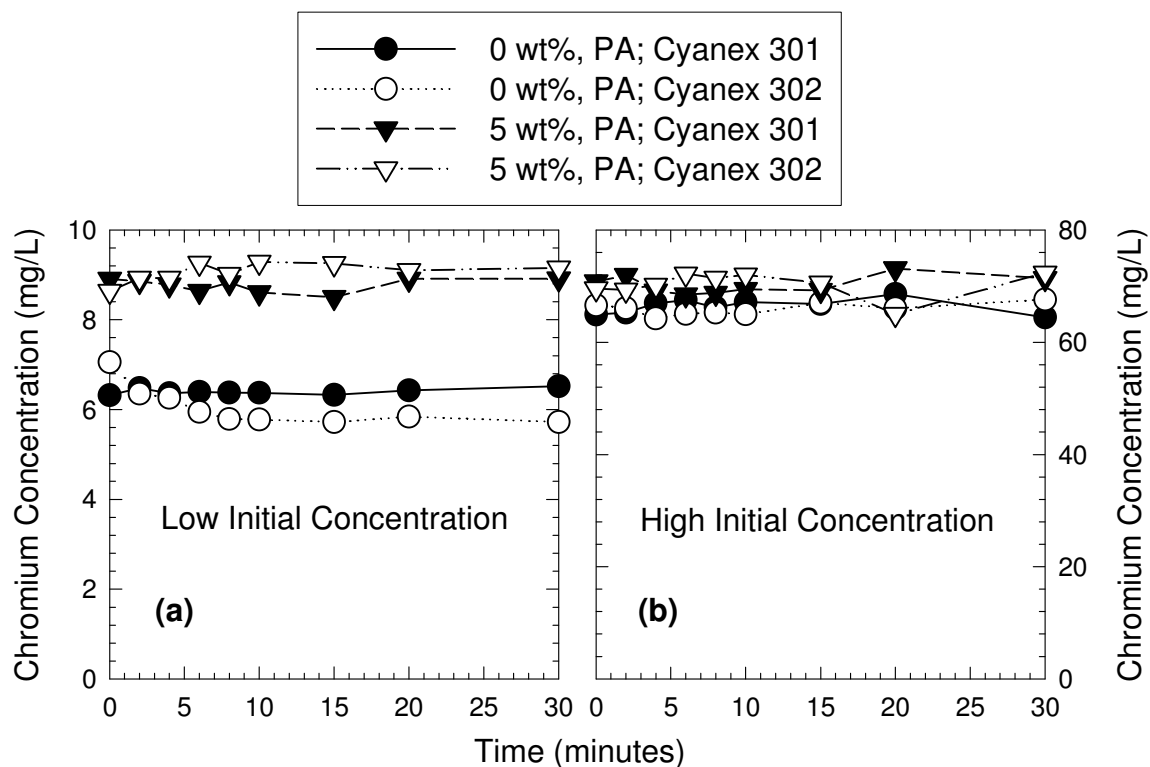 0 wt%, PA; Cyanex 301
0 wt%, PA; Cyanex 302
5 wt%, PA; Cyanex 301
5 wt%, PA; Cyanex 302
Chromium Concentration (mg/L)
10
8
6
4
2
0
Low Initial Concentration
(a)
0 5 10 15 20 25 30
High Initial Concentration
(b)
0 5 10 15 20 25 30
80
60
40
20
0
Chromium Concentration (mg/L)
Time (minutes)